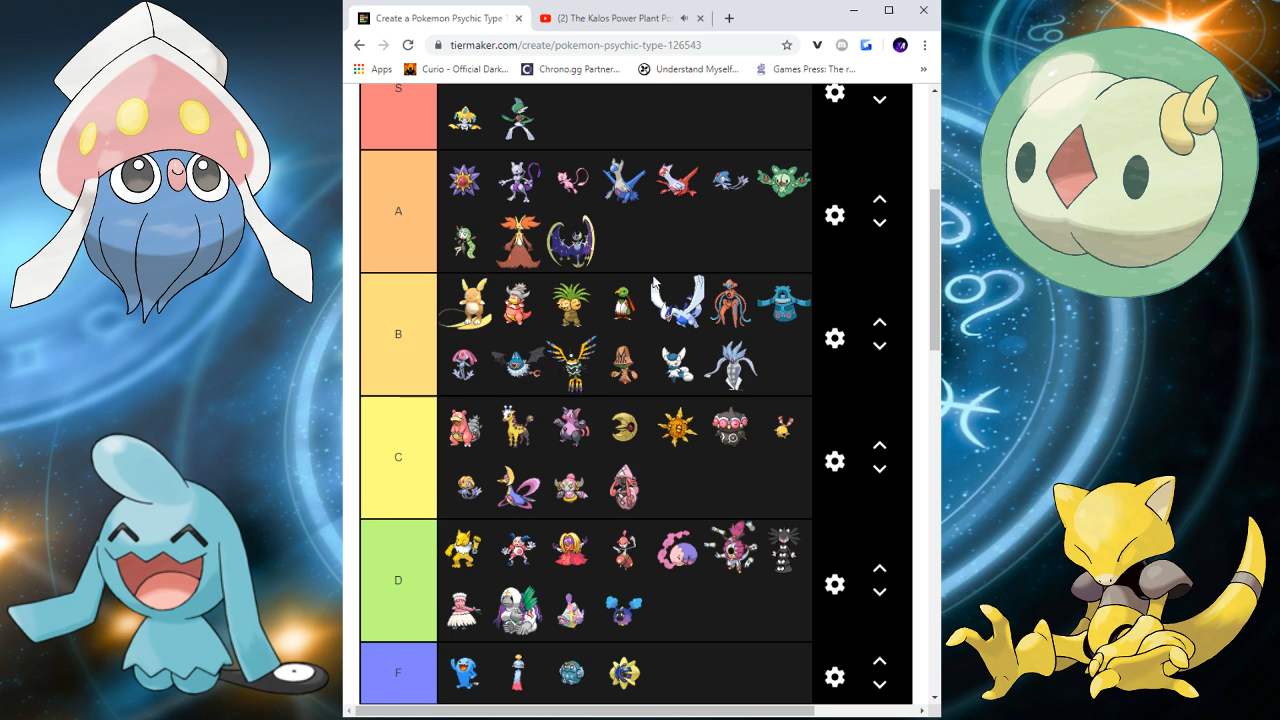 Create a Pokemon Psychic Type T
(2) The Kalos Power Plant Po
tiermaker.com/create/pokemon-psychic-type-126543
Apps
Curio - Official Dark...
Chrono.gg Partner...
Understand Myself...
Games Press: The r...
S
A
B
C
D
F